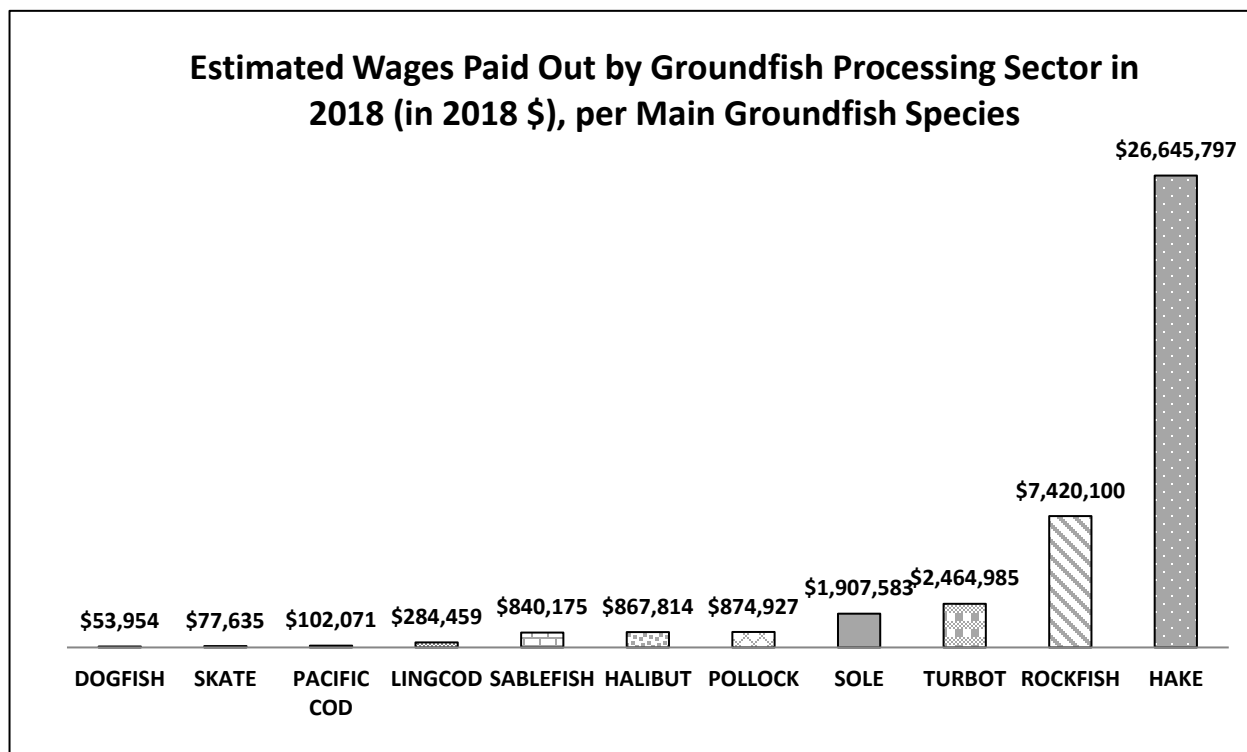 Estimated Wages Paid Out by Groundfish Processing Sector in
2018 (in 2018 $), per Main Groundfish Species
$26,645,797
$7,420,100
$2,464,985
$1,907,583
$53,954 $77,635 $102,071 $284,459 $840,175 $867,814 $874,927
DOGFISH SKATE PACIFIC COD LINGCOD SABLEFISH HALIBUT POLLOCK SOLE TURBOT ROCKFISH HAKE